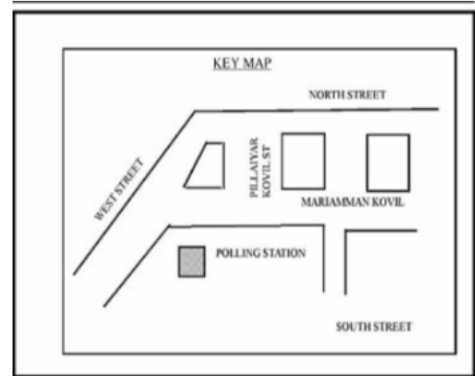 KEY MAP
NORTH STREET
WEST STREET
PILLAIYAR
KOVIL ST
MARIAMMAN KOVIL
POLLING STATION
SOUTH STREET